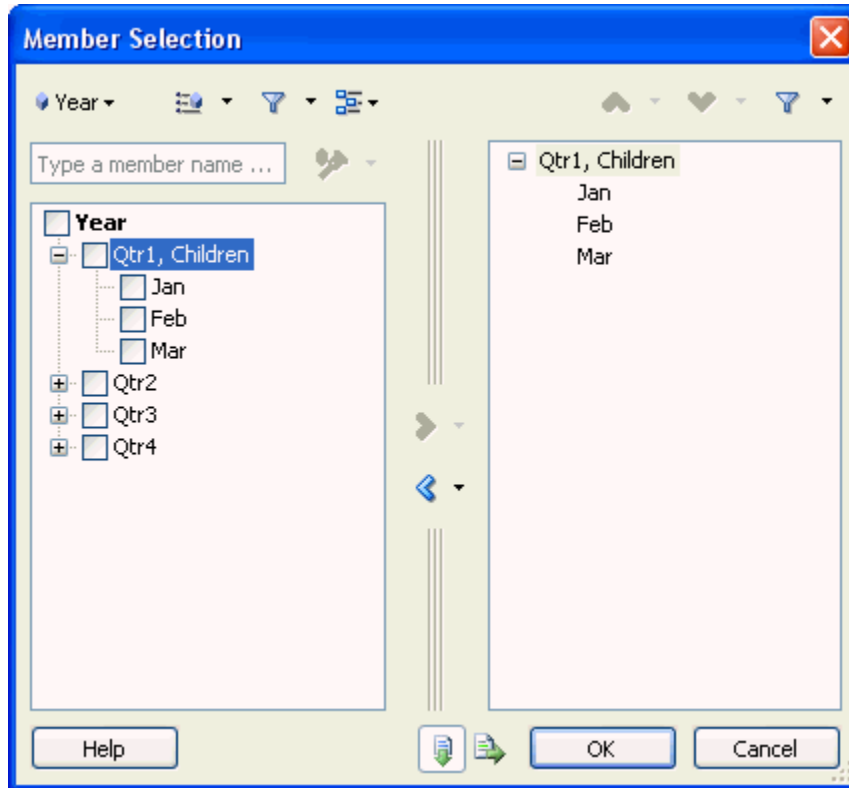 Member Selection
Year
Type a member name ...
Year
Qtr1, Children
Jan
Feb
Mar
Qtr2
Qtr3
Qtr4
Qtr1, Children
Jan
Feb
Mar
Help
OK
Cancel